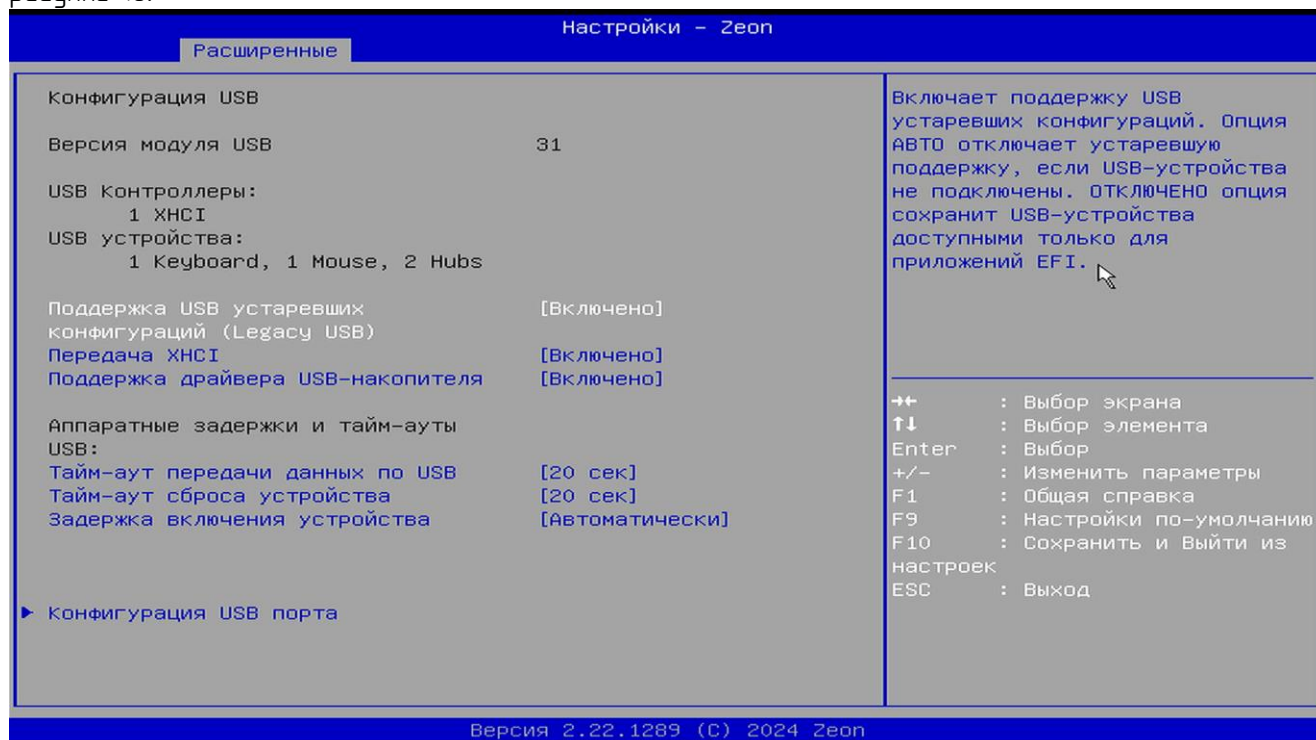 Настройки – Zeon
Расширенные
Конфигурация USB
Версия модуля USB 31
USB Контроллеры:
1 XHCI
USB устройства:
1 Keyboard, 1 Mouse, 2 Hubs
Поддержка USB устаревших [Включено]
конфигураций (Legacy USB)
Передача XHCI [Включено]
Поддержка драйвера USB-накопителя [Включено]
Аппаратные задержки и тайм-ауты
USB:
Тайм-аут передачи данных по USB [20 сек]
Тайм-аут сброса устройства [20 сек]
Задержка включения устройства [Автоматически]
► Конфигурация USB порта
Включает поддержку USB
устаревших конфигураций. Опция
АВТО отключает устаревшую
поддержку, если USB-устройства
не подключены. ОТКЛЮЧЕНО опция
сохранит USB-устройства
доступными только для
приложений EFI.
→← : Выбор экрана
↑↓ : Выбор элемента
Enter : Выбор
+/- : Изменить параметры
F1 : Общая справка
F9 : Настройки по-умолчанию
F10 : Сохранить и Выйти из
настроек
ESC : Выход
Версия 2.22.1289 (C) 2024 Zeon